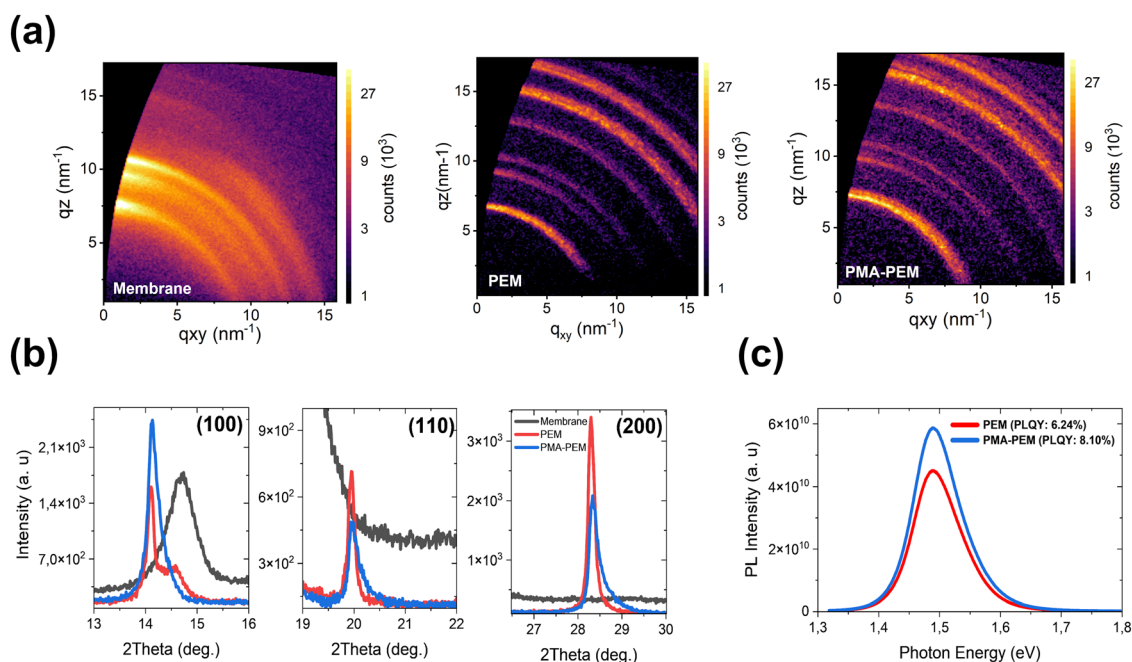 (a)
15
10
5
qz (nm-1)
Membrane
5
10
15
qxy (nm-1)
27
9
3
1
counts (10³)
15
10
5
qz(nm-1)
PEM
5
10
15
qxy (nm-1)
27
9
3
1
counts (10³)
15
10
5
qz (nm-1)
PMA-PEM
5
10
15
qxy (nm-1)
27
9
3
1
counts (10³)
(b)
(100)
2,1×10³
1,4×10³
7,0×10²
Intensity (a. u)
13 14 15 16
2Theta (deg.)
(110)
9×10²
6×10²
3×10²
19 20 21 22
2Theta (deg.)
(200)
Membrane
PEM
PMA-PEM
3×10³
2×10³
1×10³
27 28 29 30
2Theta (deg.)
(c)
PEM (PLQY: 6.24%)
PMA-PEM (PLQY: 8.10%)
6×10¹⁰
4×10¹⁰
2×10¹⁰
0
PL Intensity (a. u)
1,3 1,4 1,5 1,6 1,7 1,8
Photon Energy (eV)